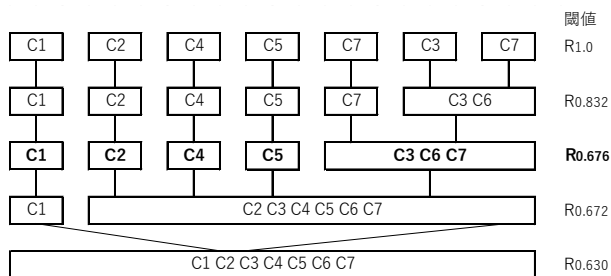 閾値
C1 C2 C4 C5 C7 C3 C7 R1.0
C1 C2 C4 C5 C7 C3 C6 R0.832
C1 C2 C4 C5 C3 C6 C7 R0.676
C1 C2 C3 C4 C5 C6 C7 R0.672
C1 C2 C3 C4 C5 C6 C7 R0.630